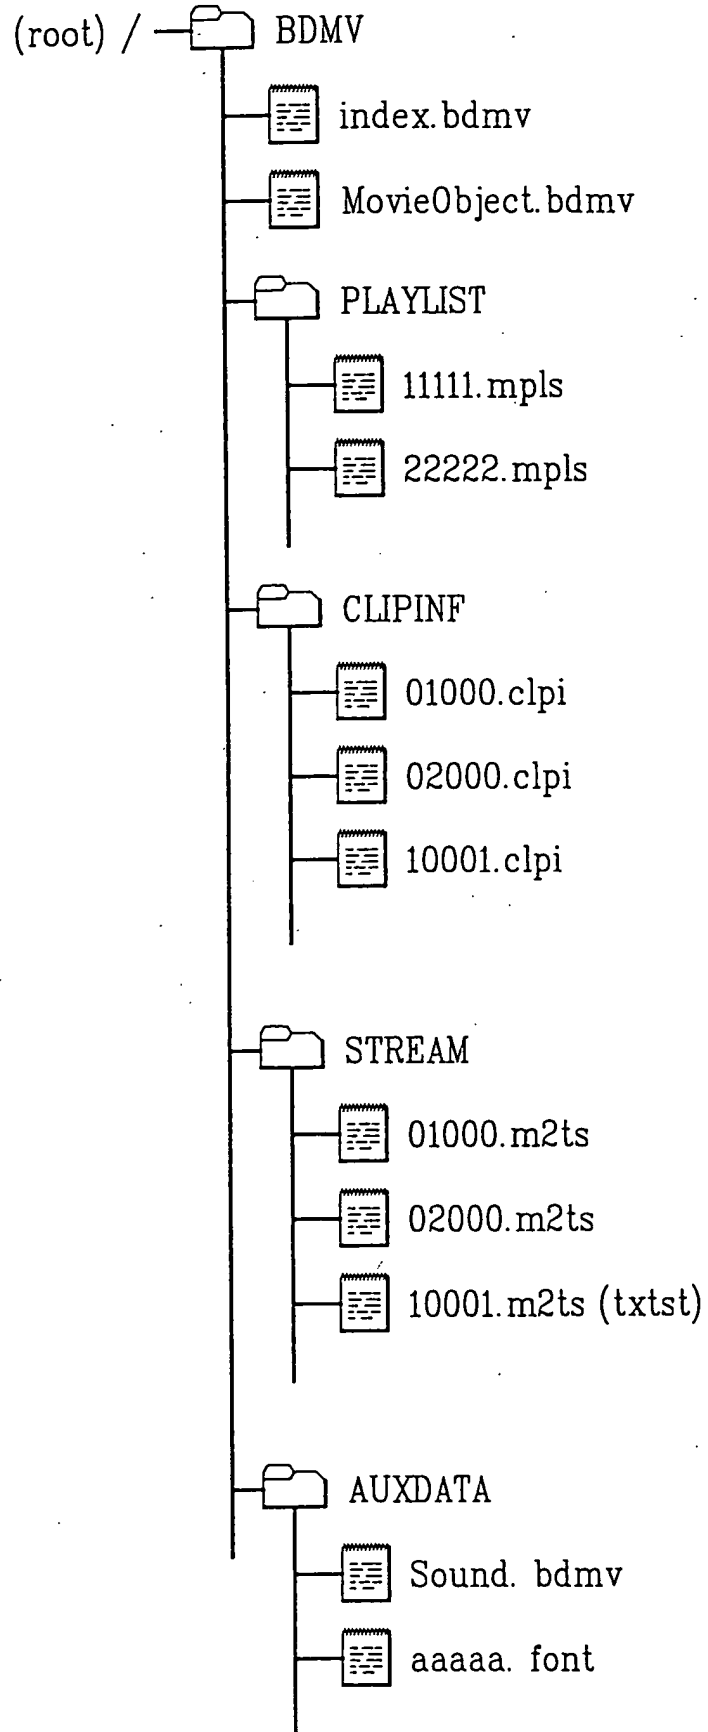 (root) / BDMV
index.bdmv
MovieObject.bdmv
PLAYLIST
11111.mpls
22222.mpls
CLIPINF
01000.clpi
02000.clpi
10001.clpi
STREAM
01000.m2ts
02000.m2ts
10001.m2ts (txtst)
AUXDATA
Sound. bdmv
aaaaa. font